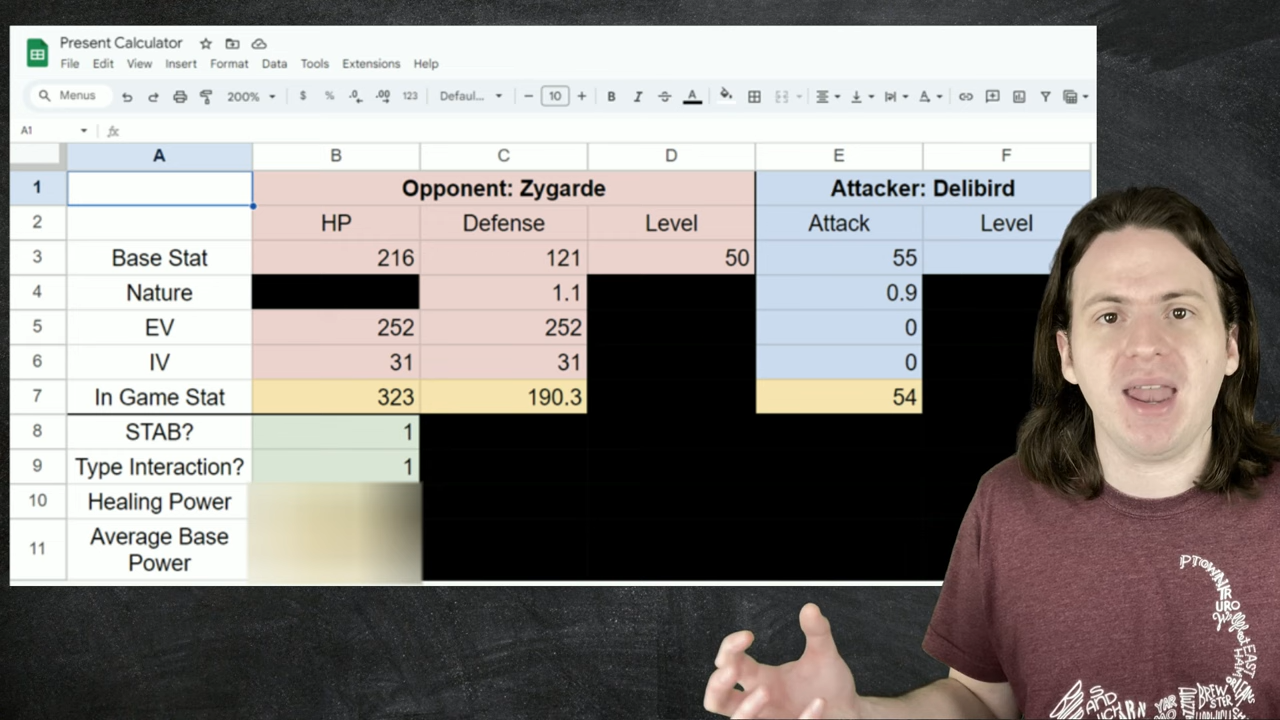 Present Calculator
File Edit View Insert Format Data Tools Extensions Help
Menus 200% $ % .0 .00 123 Defaul... − 10 + B I A
A1 fx
A B C D E F
1 Opponent: Zygarde Attacker: Delibird
2 HP Defense Level Attack Level
3 Base Stat 216 121 50 55
4 Nature 1.1 0.9
5 EV 252 252 0
6 IV 31 31 0
7 In Game Stat 323 190.3 54
8 STAB? 1
9 Type Interaction? 1
10 Healing Power
11 Average Base
Power
PTOWN